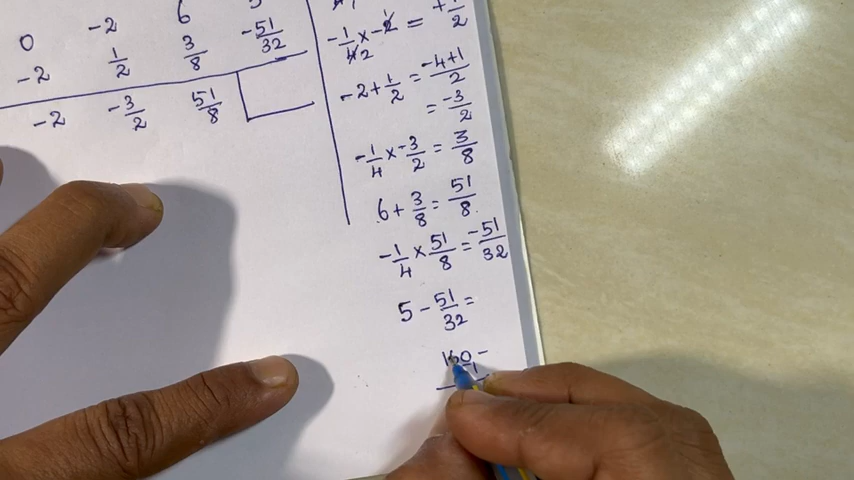 -2 6 5
0 -2 1/2 3/8 -51/32
-2 -3/2 51/8
-1/4 × -2 = +1/2
-2 + 1/2 = -4+1/2
= -3/2
-1/4 × -3/2 = 3/8
6 + 3/8 = 51/8
-1/4 × 51/8 = -51/32
5 - 51/32 =
160 -